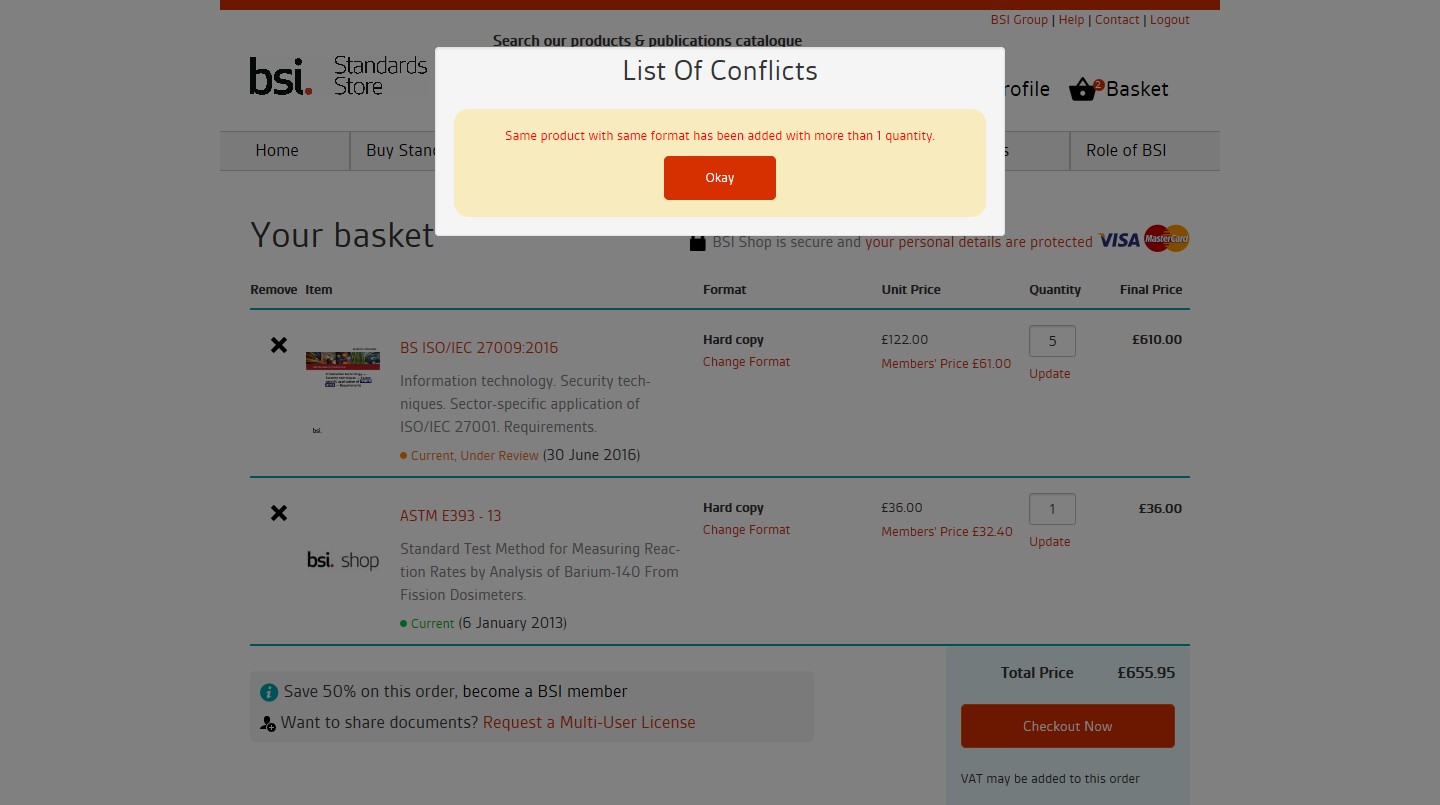 BSI Group | Help | Contact | Logout
Search our products & publications catalogue
bsi. Standards Store
List Of Conflicts
rofile
2
Basket
Same product with same format has been added with more than 1 quantity.
Okay
Home
Buy Stand
s
Role of BSI
Your basket
BSI Shop is secure and your personal details are protected VISA MasterCard
Remove Item Format Unit Price Quantity Final Price
BS ISO/IEC 27009:2016
Information technology. Security tech-
niques. Sector-specific application of
ISO/IEC 27001. Requirements.
Current, Under Review (30 June 2016)
Hard copy
Change Format
£122.00
Members' Price £61.00
5
Update
£610.00
bsi.
ASTM E393 - 13
Standard Test Method for Measuring Reac-
tion Rates by Analysis of Barium-140 From
Fission Dosimeters.
Current (6 January 2013)
bsi. shop
Hard copy
Change Format
£36.00
Members' Price £32.40
1
Update
£36.00
Save 50% on this order, become a BSI member
Want to share documents? Request a Multi-User License
Total Price £655.95
Checkout Now
VAT may be added to this order